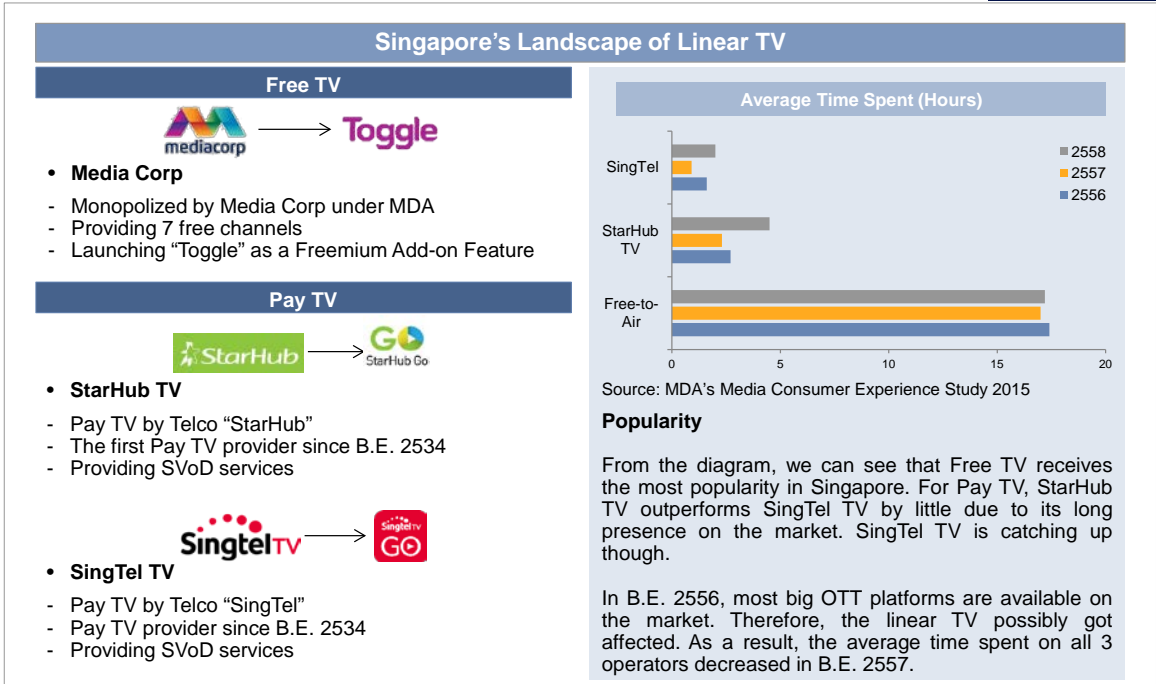 Singapore's Landscape of Linear TV
Free TV
mediacorp
Toggle
• Media Corp
- Monopolized by Media Corp under MDA
- Providing 7 free channels
- Launching “Toggle” as a Freemium Add-on Feature
Pay TV
StarHub
GO
StarHub Go
• StarHub TV
- Pay TV by Telco “StarHub”
- The first Pay TV provider since B.E. 2534
- Providing SVoD services
SingtelTV
SingtelTV
GO
• SingTel TV
- Pay TV by Telco “SingTel”
- Pay TV provider since B.E. 2534
- Providing SVoD services
Average Time Spent (Hours)
SingTel
StarHub
TV
Free-to-
Air
2558
2557
2556
0 5 10 15 20
Source: MDA's Media Consumer Experience Study 2015
Popularity
From the diagram, we can see that Free TV receives
the most popularity in Singapore. For Pay TV, StarHub
TV outperforms SingTel TV by little due to its long
presence on the market. SingTel TV is catching up
though.
In B.E. 2556, most big OTT platforms are available on
the market. Therefore, the linear TV possibly got
affected. As a result, the average time spent on all 3
operators decreased in B.E. 2557.